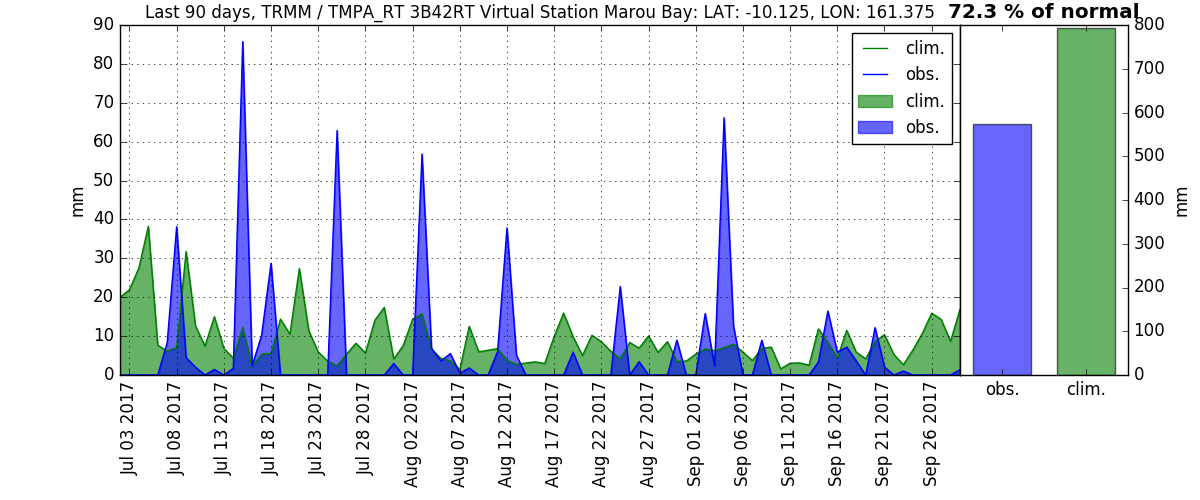 Last 90 days, TRMM / TMPA_RT 3B42RT Virtual Station Marou Bay: LAT: -10.125, LON: 161.375 72.3 % of normal
90
80
70
60
50
40
30
20
10
0
mm
clim.
obs.
clim.
obs.
Jul 03 2017
Jul 08 2017
Jul 13 2017
Jul 18 2017
Jul 23 2017
Jul 28 2017
Aug 02 2017
Aug 07 2017
Aug 12 2017
Aug 17 2017
Aug 22 2017
Aug 27 2017
Sep 01 2017
Sep 06 2017
Sep 11 2017
Sep 16 2017
Sep 21 2017
Sep 26 2017
800
700
600
500
400
300
200
100
0
mm
obs. clim.